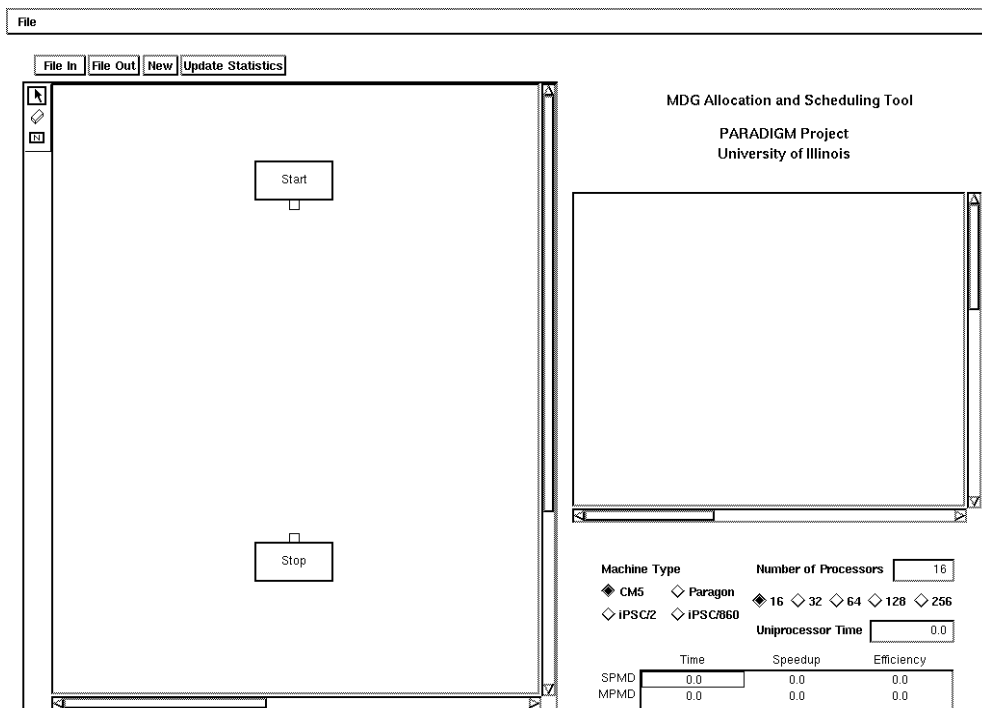 File
File In File Out New Update Statistics
N
Start
Stop
MDG Allocation and Scheduling Tool
PARADIGM Project
University of Illinois
Machine Type
CM5 Paragon
iPSC/2 iPSC/860
Number of Processors 16
16 32 64 128 256
Uniprocessor Time 0.0
Time Speedup Efficiency
SPMD 0.0 0.0 0.0
MPMD 0.0 0.0 0.0